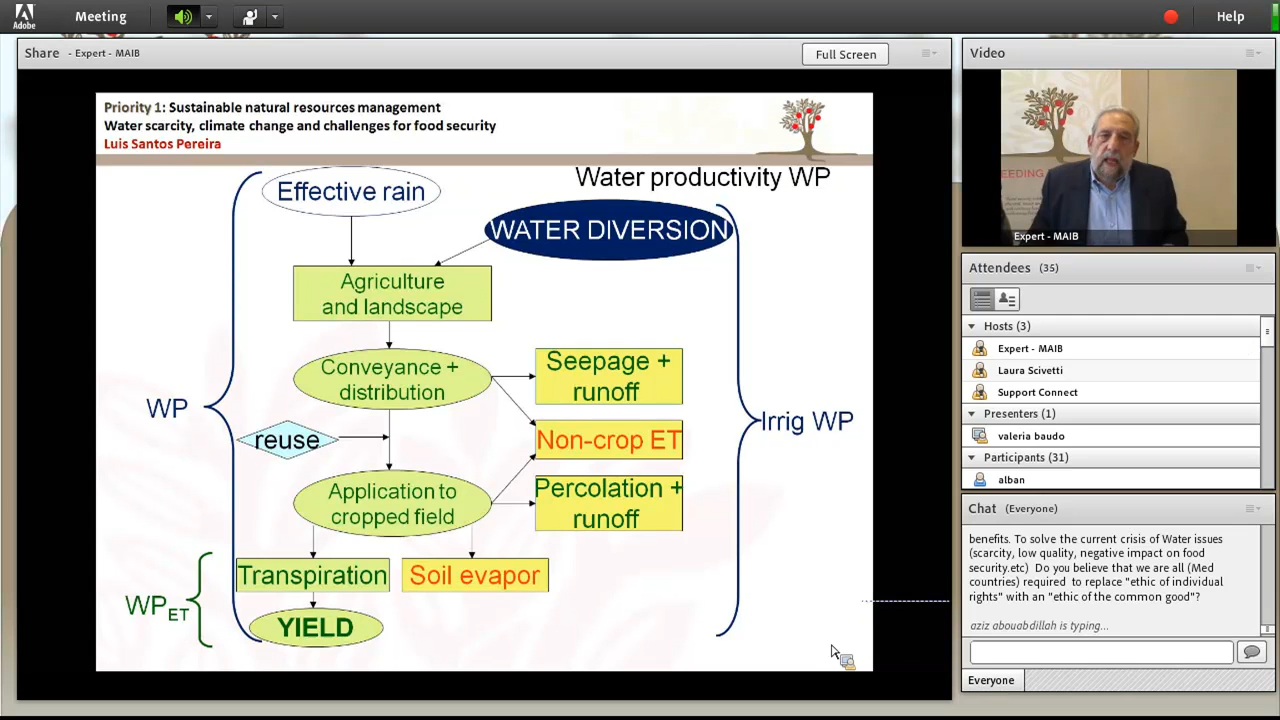 Adobe
Meeting
Help
Share - Expert - MAIB
Full Screen
Priority 1: Sustainable natural resources management
Water scarcity, climate change and challenges for food security
Luis Santos Pereira
Water productivity WP
Effective rain
WATER DIVERSION
Agriculture
and landscape
Conveyance +
distribution
Seepage +
runoff
WP
Irrig WP
reuse
Non-crop ET
Application to
cropped field
Percolation +
runoff
Transpiration
Soil evapor
WPET
YIELD
Video
EEDING
Expert - MAIB
Attendees (35)
Hosts (3)
Expert - MAIB
Laura Scivetti
Support Connect
Presenters (1)
valeria baudo
Participants (31)
alban
Chat (Everyone)
benefits. To solve the current crisis of Water issues
(scarcity, low quality, negative impact on food
security.etc) Do you believe that we are all (Med
countries) required to replace "ethic of individual
rights" with an "ethic of the common good"?
aziz abouabdillah is typing...
Everyone